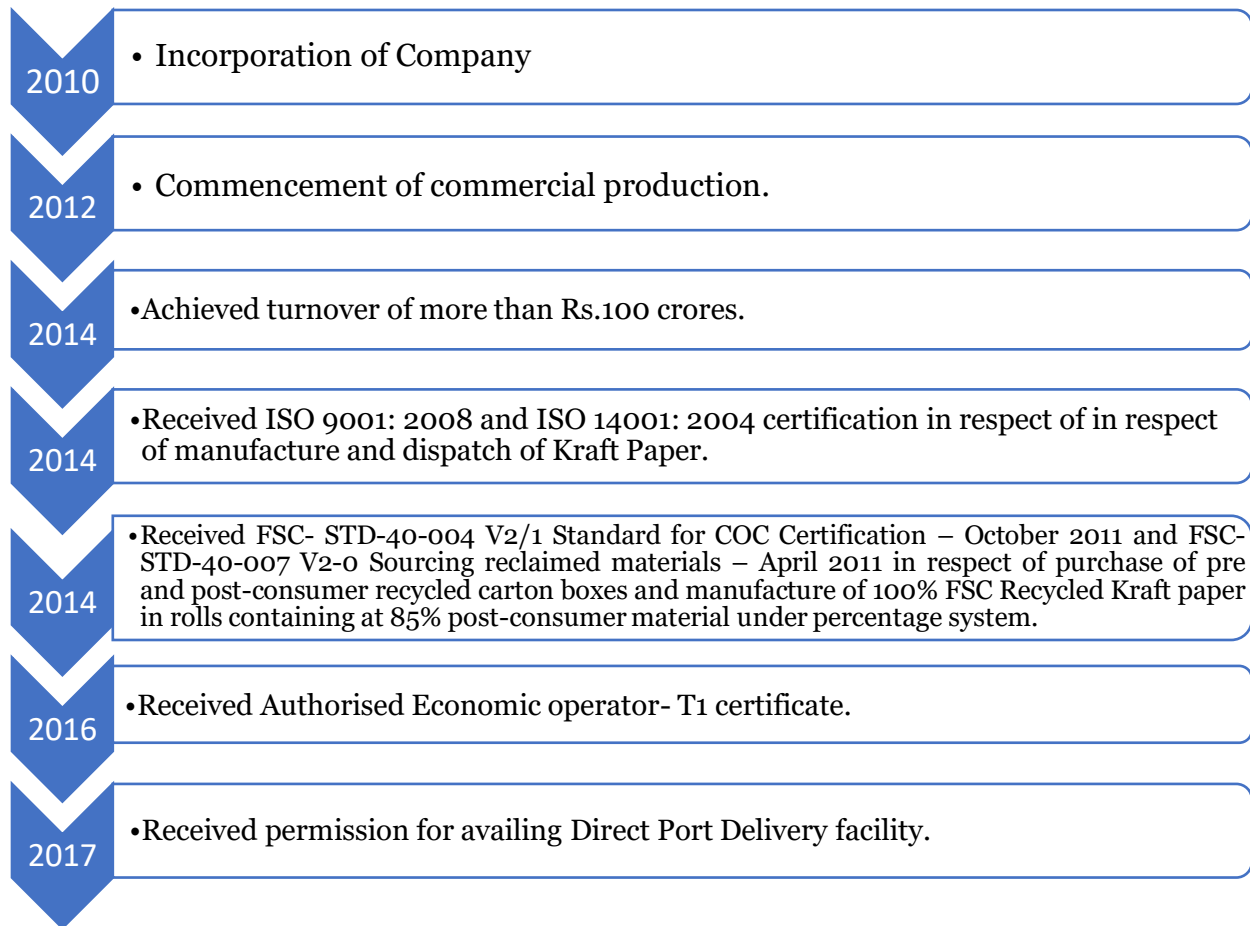 2010
• Incorporation of Company
2012
• Commencement of commercial production.
2014
•Achieved turnover of more than Rs.100 crores.
2014
•Received ISO 9001: 2008 and ISO 14001: 2004 certification in respect of in respect
of manufacture and dispatch of Kraft Paper.
2014
•Received FSC- STD-40-004 V2/1 Standard for COC Certification – October 2011 and FSC-
STD-40-007 V2-0 Sourcing reclaimed materials – April 2011 in respect of purchase of pre
and post-consumer recycled carton boxes and manufacture of 100% FSC Recycled Kraft paper
in rolls containing at 85% post-consumer material under percentage system.
2016
•Received Authorised Economic operator- T1 certificate.
2017
•Received permission for availing Direct Port Delivery facility.